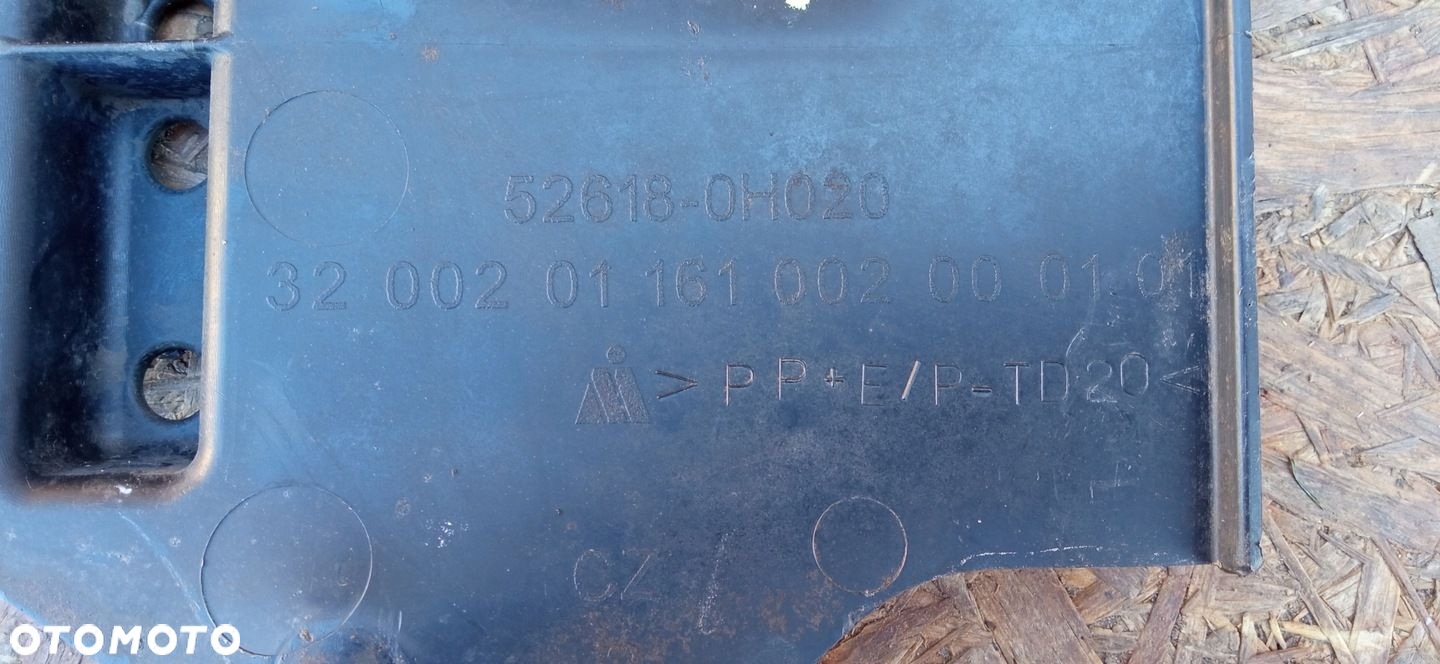 52618-0H020
32 002 01 161 002 00 01 01
>PP+E/P-TD20<
CZ
OTOMOTO